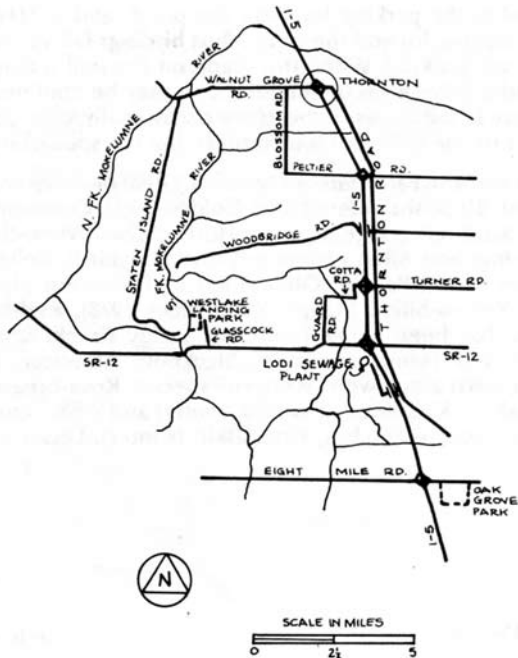 I-5
RIVER
WALNUT GROVE
RD.
THORNTON
N. FK. MOKELUMNE
BLOSSOM RD.
RIVER
PELTIER
RD.
STATEN ISLAND RD.
S. FK. MOKELUMNE
I-5
THORNTON ROAD
WOODBRIDGE RD.
COTTA
RD.
TURNER RD.
WESTLAKE
LANDING
PARK
GLASSCOCK
RD.
GUARD
RD.
SR-12
SR-12
LODI SEWAGE
PLANT
EIGHT MILE RD.
OAK
GROVE
PARK
I-5
N
SCALE IN MILES
0 2½ 5